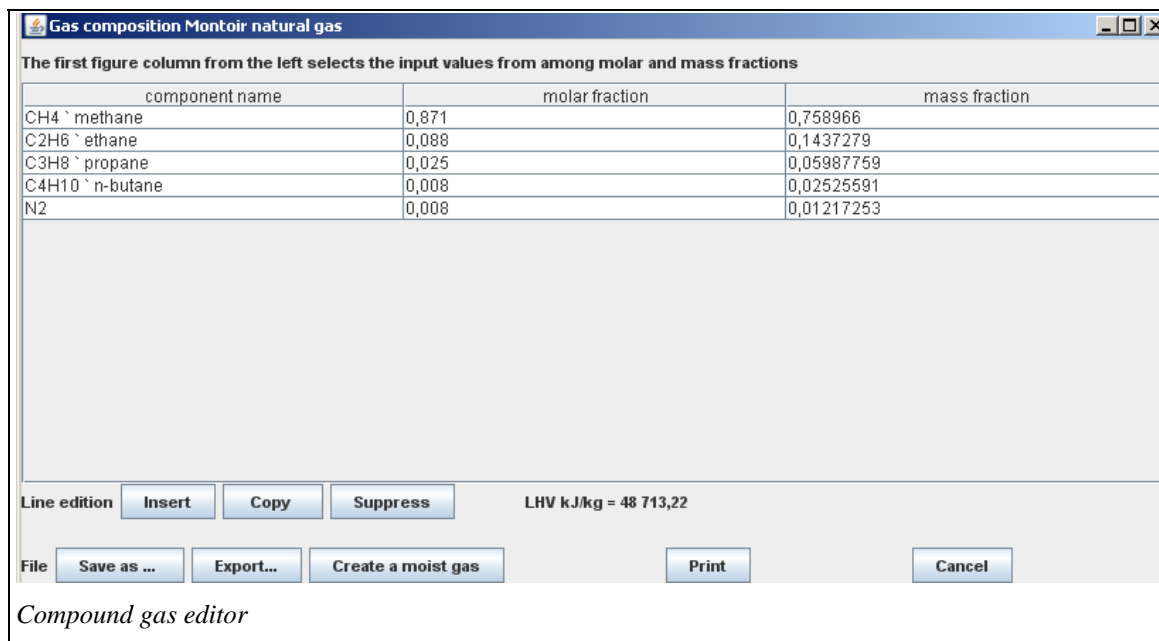 Gas composition Montoir natural gas
The first figure column from the left selects the input values from among molar and mass fractions
component name molar fraction mass fraction
CH4 ` methane 0,871 0,758966
C2H6 ` ethane 0,088 0,1437279
C3H8 ` propane 0,025 0,05987759
C4H10 ` n-butane 0,008 0,02525591
N2 0,008 0,01217253
Line edition Insert Copy Suppress LHV kJ/kg = 48 713,22
File Save as ... Export... Create a moist gas Print Cancel
Compound gas editor